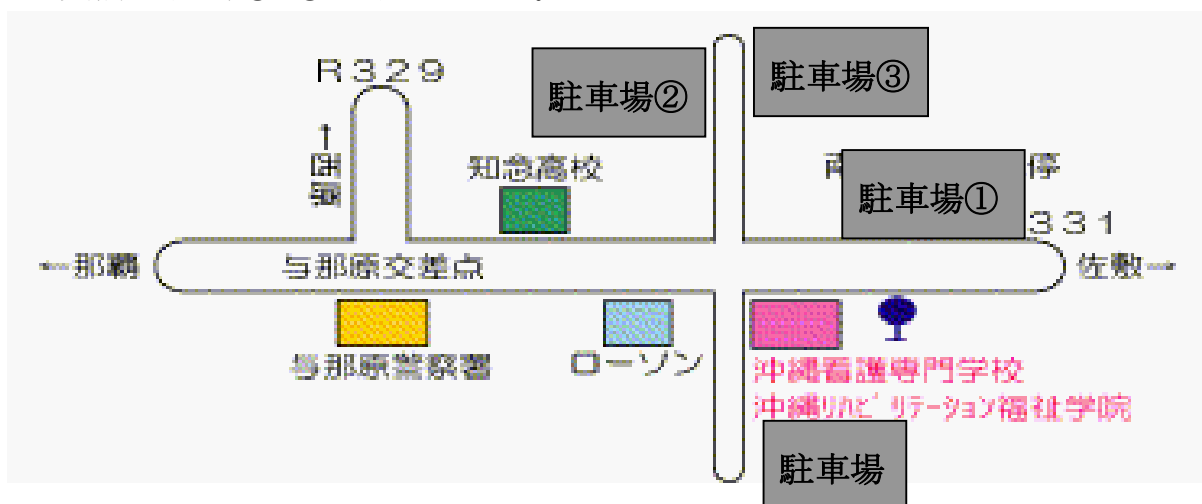 R329
駐車場②
駐車場③
知念高校
停
駐車場①
331
←那覇
与那原交差点
佐敷→
与那原警察署
ローソン
沖縄看護専門学校
沖縄リハビリテーション福祉学院
駐車場